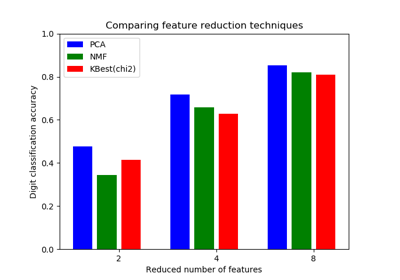 Comparing feature reduction techniques
PCA
NMF
KBest(chi2)
Digit classification accuracy
1.0
0.8
0.6
0.4
0.2
0.0
2 4 8
Reduced number of features